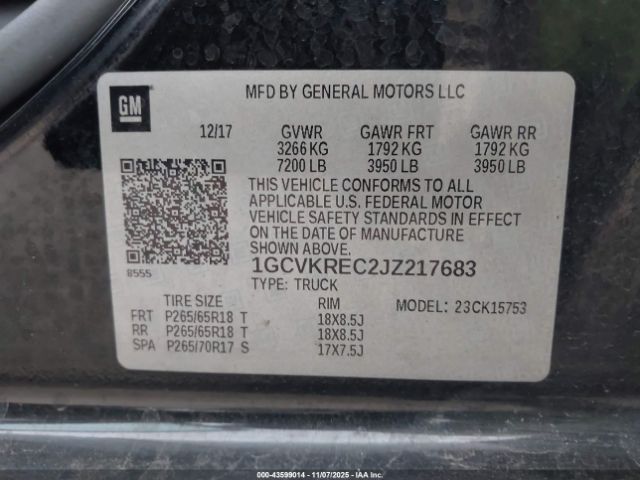 GM
MFD BY GENERAL MOTORS LLC
12/17 GVWR GAWR FRT GAWR RR
3266 KG 1792 KG 1792 KG
7200 LB 3950 LB 3950 LB
THIS VEHICLE CONFORMS TO ALL
APPLICABLE U.S. FEDERAL MOTOR
VEHICLE SAFETY STANDARDS IN EFFECT
ON THE DATE OF MANUFACTURE
SHOWN ABOVE.
8555
1GCVKREC2JZ217683
TYPE: TRUCK
TIRE SIZE RIM MODEL: 23CK15753
FRT P265/65R18 T 18X8.5J
RR P265/65R18 T 18X8.5J
SPA P265/70R17 S 17X7.5J
00-43599014 — 11/07/2025 — IAAI.CA